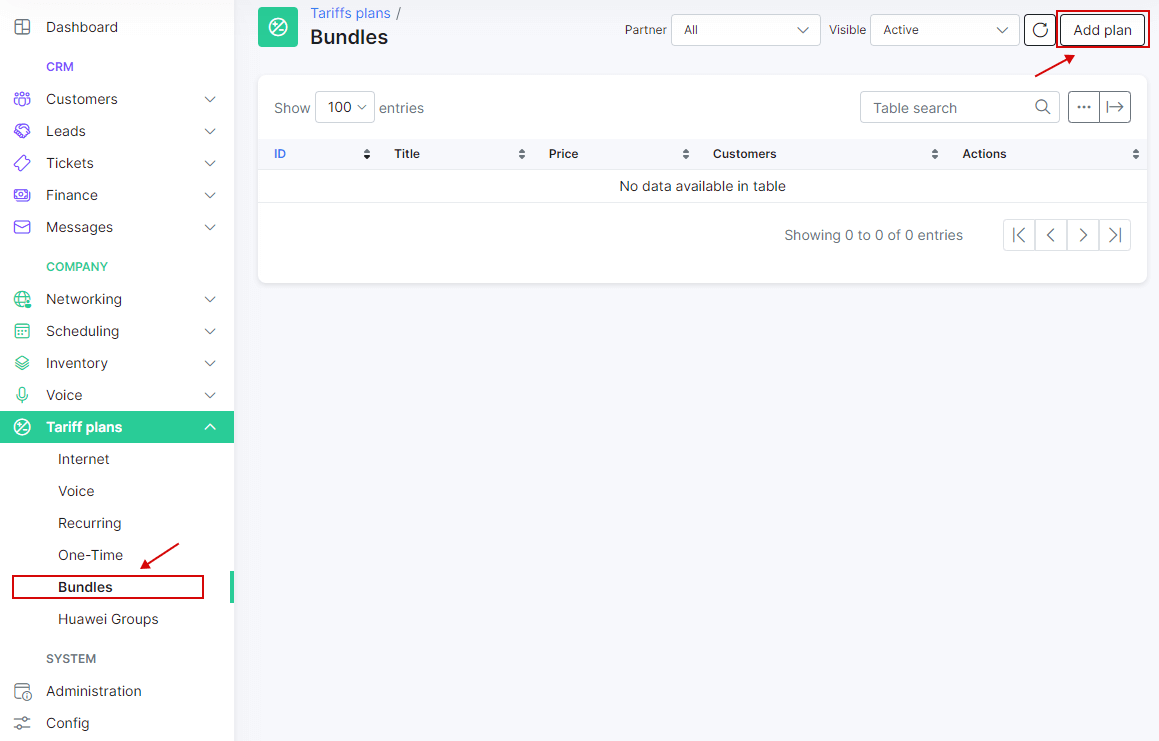 Dashboard
CRM
Customers
Leads
Tickets
Finance
Messages
COMPANY
Networking
Scheduling
Inventory
Voice
Tariff plans
Internet
Voice
Recurring
One-Time
Bundles
Huawei Groups
SYSTEM
Administration
Config
Tariffs plans /
Bundles
Partner All Visible Active Add plan
Show 100 entries Table search
ID Title Price Customers Actions
No data available in table
Showing 0 to 0 of 0 entries